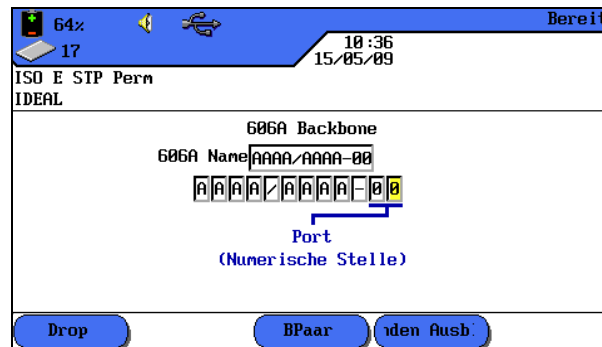 64% Bereit
17 10:36
15/05/09
ISO E STP Perm
IDEAL
606A Backbone
606A Name AAAA/AAAA-00
AAAA/AAAA-00
Port
(Numerische Stelle)
Drop BPaar nden Ausb